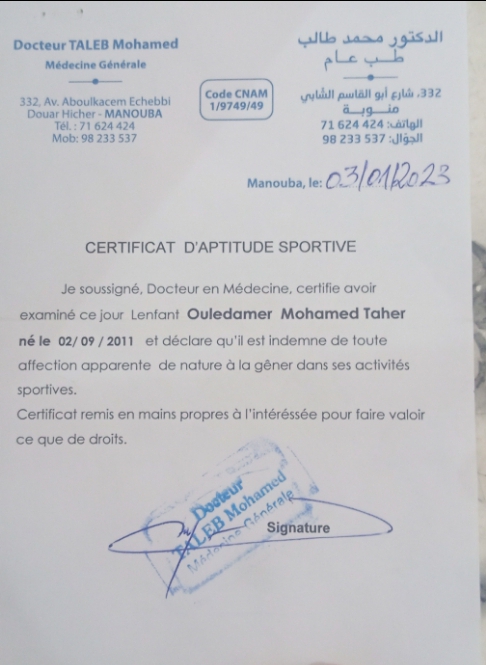 Docteur TALEB Mohamed
Médecine Générale
332, Av. Aboulkacem Echebbi
Douar Hicher - MANOUBA
Tél. : 71 624 424
Mob: 98 233 537
Code CNAM
1/9749/49
الدكتور محمد طالب
طب عام
332، شارع أبو القاسم الشابي
منوبة
الهاتف: 71 624 424
الجوّال: 98 233 537
Manouba, le: 03/01/2023
CERTIFICAT D'APTITUDE SPORTIVE
Je soussigné, Docteur en Médecine, certifie avoir
examiné ce jour Lenfant Ouledamer Mohamed Taher
né le 02/ 09 / 2011 et déclare qu'il est indemne de toute
affection apparente de nature à la gêner dans ses activités
sportives.
Certificat remis en mains propres à l'intéréssée pour faire valoir
ce que de droits.
Docteur
TALEB Mohamed
Médecine Générale
Signature